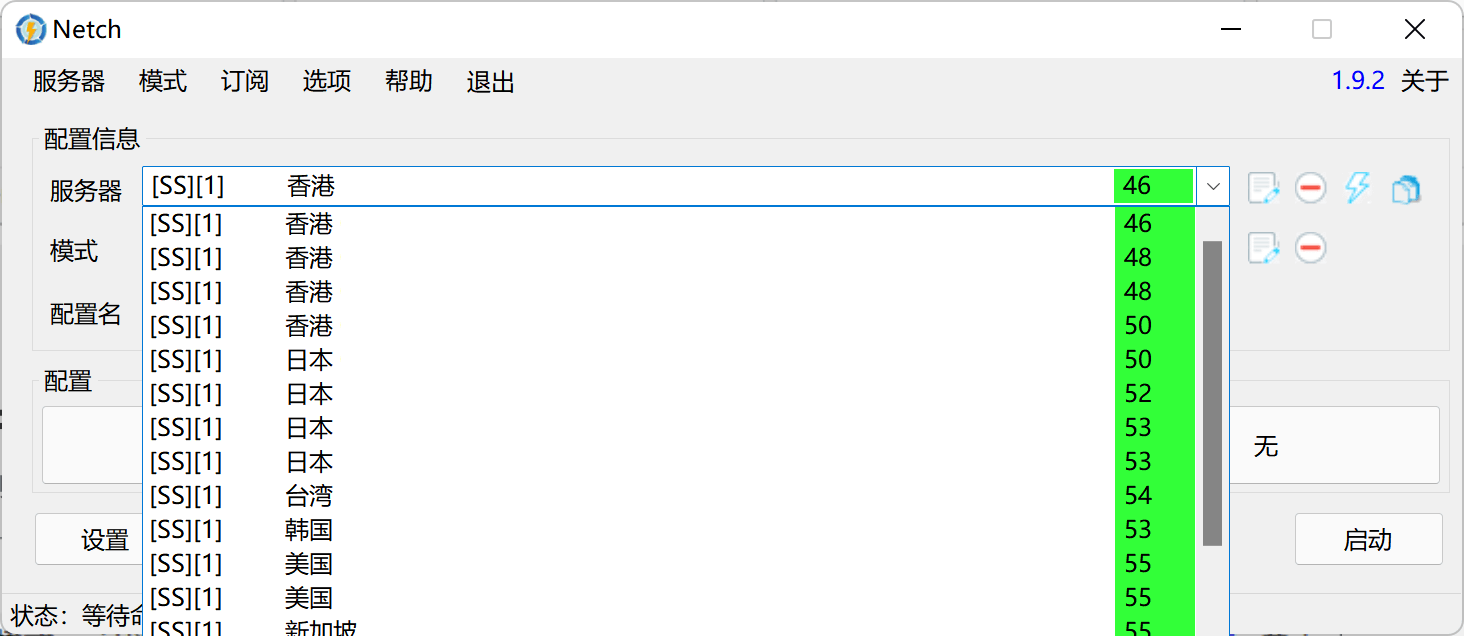 Netch
服务器 模式 订阅 选项 帮助 退出 1.9.2 关于
配置信息
服务器 [SS][1] 香港 46
[SS][1] 香港 46
模式 [SS][1] 香港 48
[SS][1] 香港 48
配置名 [SS][1] 香港 50
[SS][1] 日本 50
配置 [SS][1] 日本 52
[SS][1] 日本 53
无
[SS][1] 日本 53
[SS][1] 台湾 54
设置 [SS][1] 韩国 53 启动
[SS][1] 美国 55
[SS][1] 美国 55
状态：等待命 [SS][1] 新加坡 55